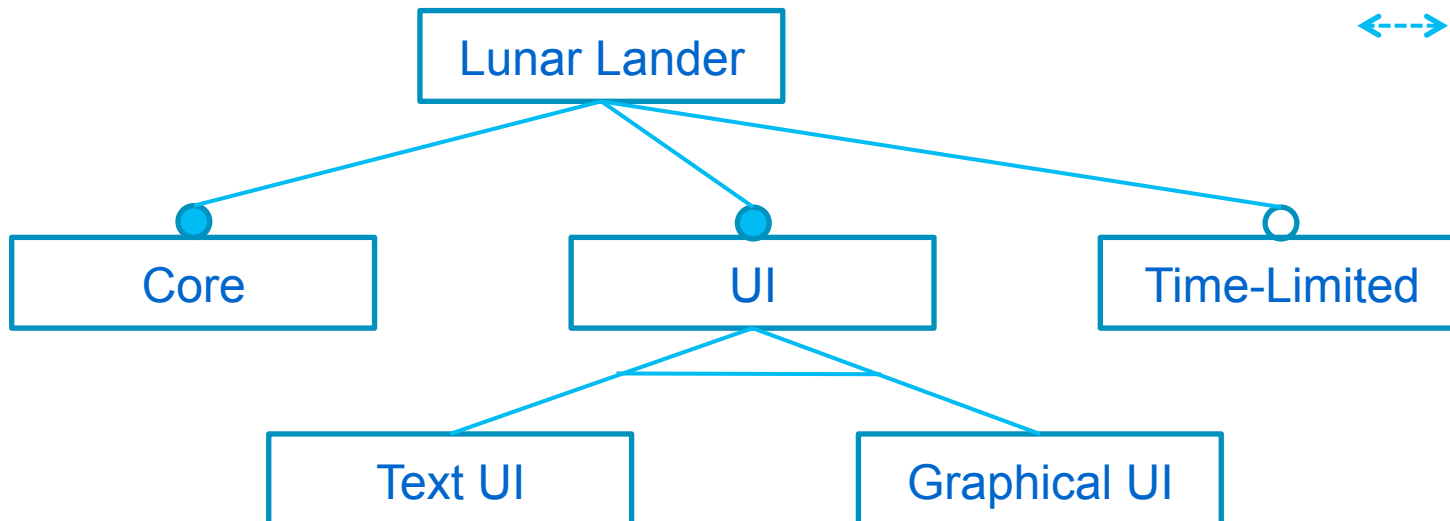 Lunar Lander
Core
UI
Time-Limited
Text UI
Graphical UI